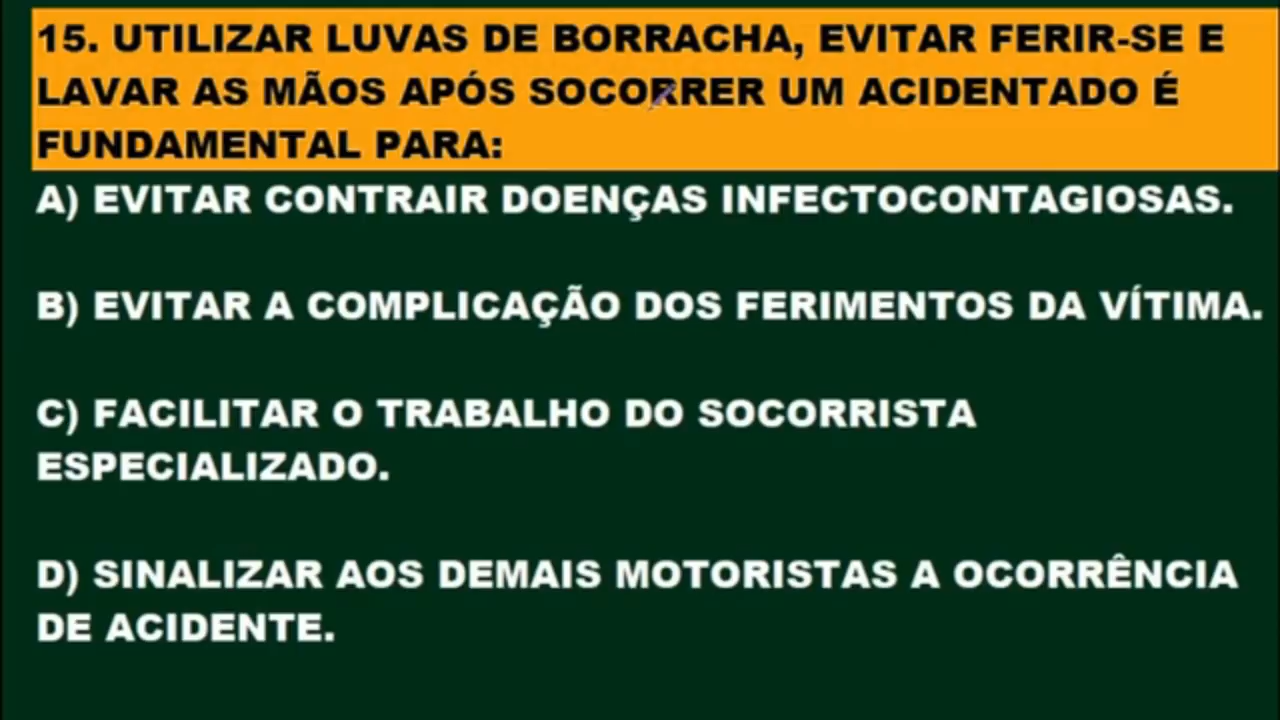 15. UTILIZAR LUVAS DE BORRACHA, EVITAR FERIR-SE E
LAVAR AS MÃOS APÓS SOCORRER UM ACIDENTADO É
FUNDAMENTAL PARA:
A) EVITAR CONTRAIR DOENÇAS INFECTOCONTAGIOSAS.
B) EVITAR A COMPLICAÇÃO DOS FERIMENTOS DA VÍTIMA.
C) FACILITAR O TRABALHO DO SOCORRISTA
ESPECIALIZADO.
D) SINALIZAR AOS DEMAIS MOTORISTAS A OCORRÊNCIA
DE ACIDENTE.